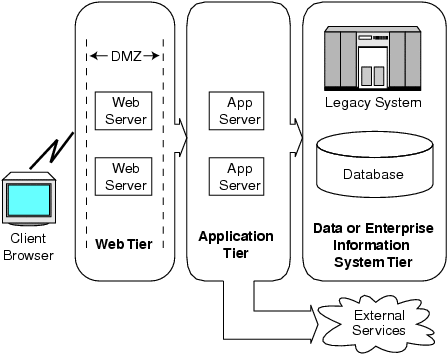 DMZ
Web
Server
Web
Server
Web Tier
App
Server
App
Server
Application
Tier
Legacy System
Database
Data or Enterprise
Information
System Tier
Client
Browser
External
Services